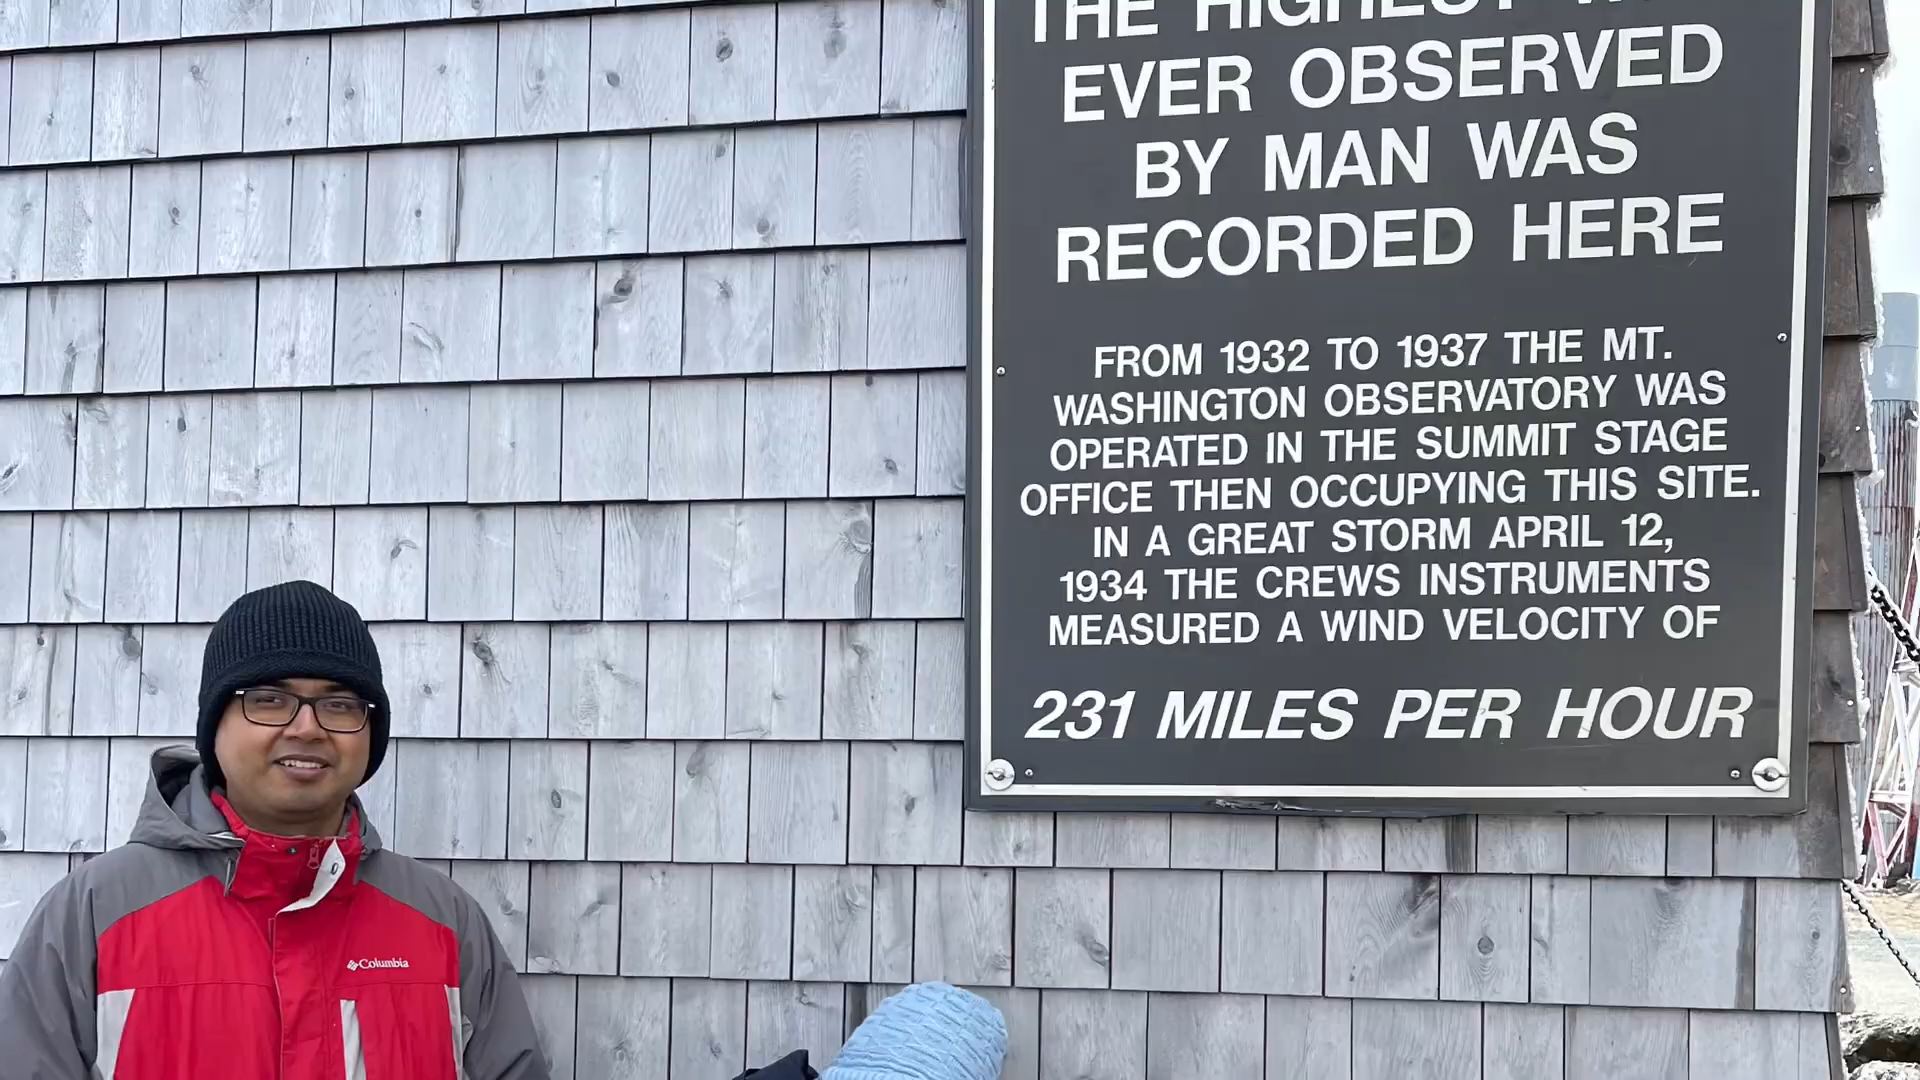 THE HIGHEST
EVER OBSERVED
BY MAN WAS
RECORDED HERE
FROM 1932 TO 1937 THE MT.
WASHINGTON OBSERVATORY WAS
OPERATED IN THE SUMMIT STAGE
OFFICE THEN OCCUPYING THIS SITE.
IN A GREAT STORM APRIL 12,
1934 THE CREWS INSTRUMENTS
MEASURED A WIND VELOCITY OF
231 MILES PER HOUR
Columbia